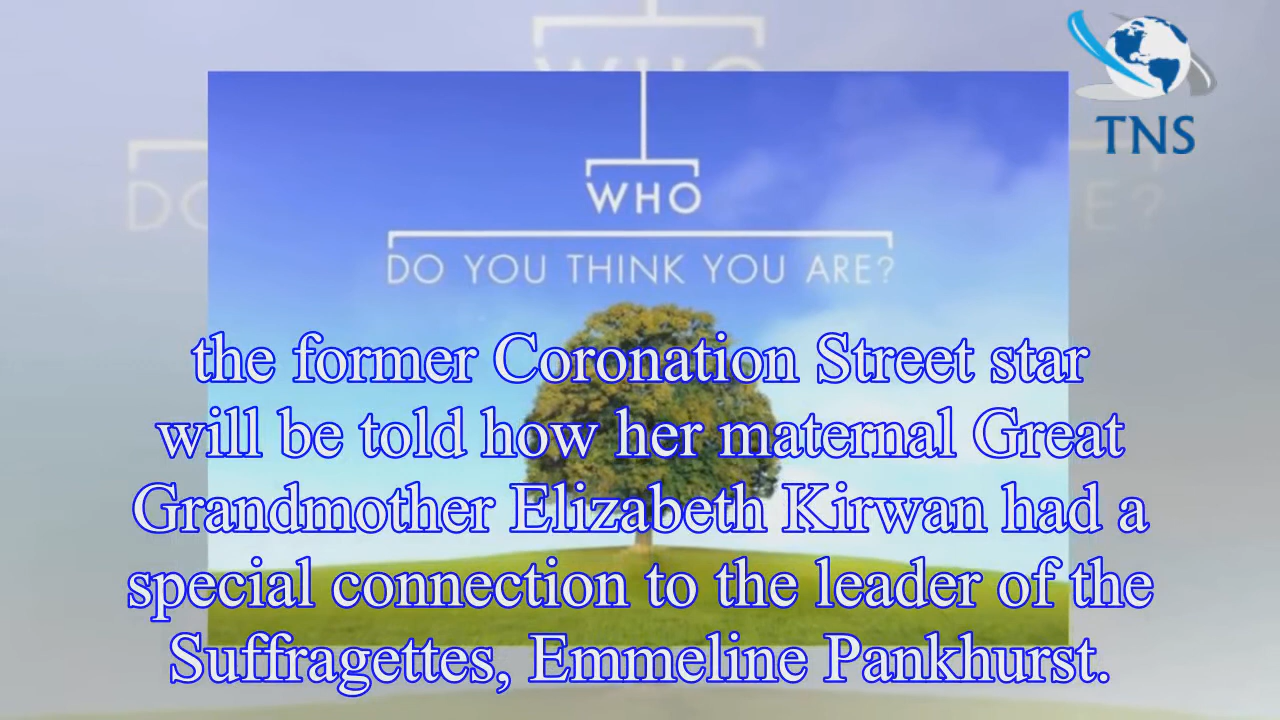 TNS
WHO
DO YOU THINK YOU ARE?
the former Coronation Street star
will be told how her maternal Great
Grandmother Elizabeth Kirwan had a
special connection to the leader of the
Suffragettes, Emmeline Pankhurst.